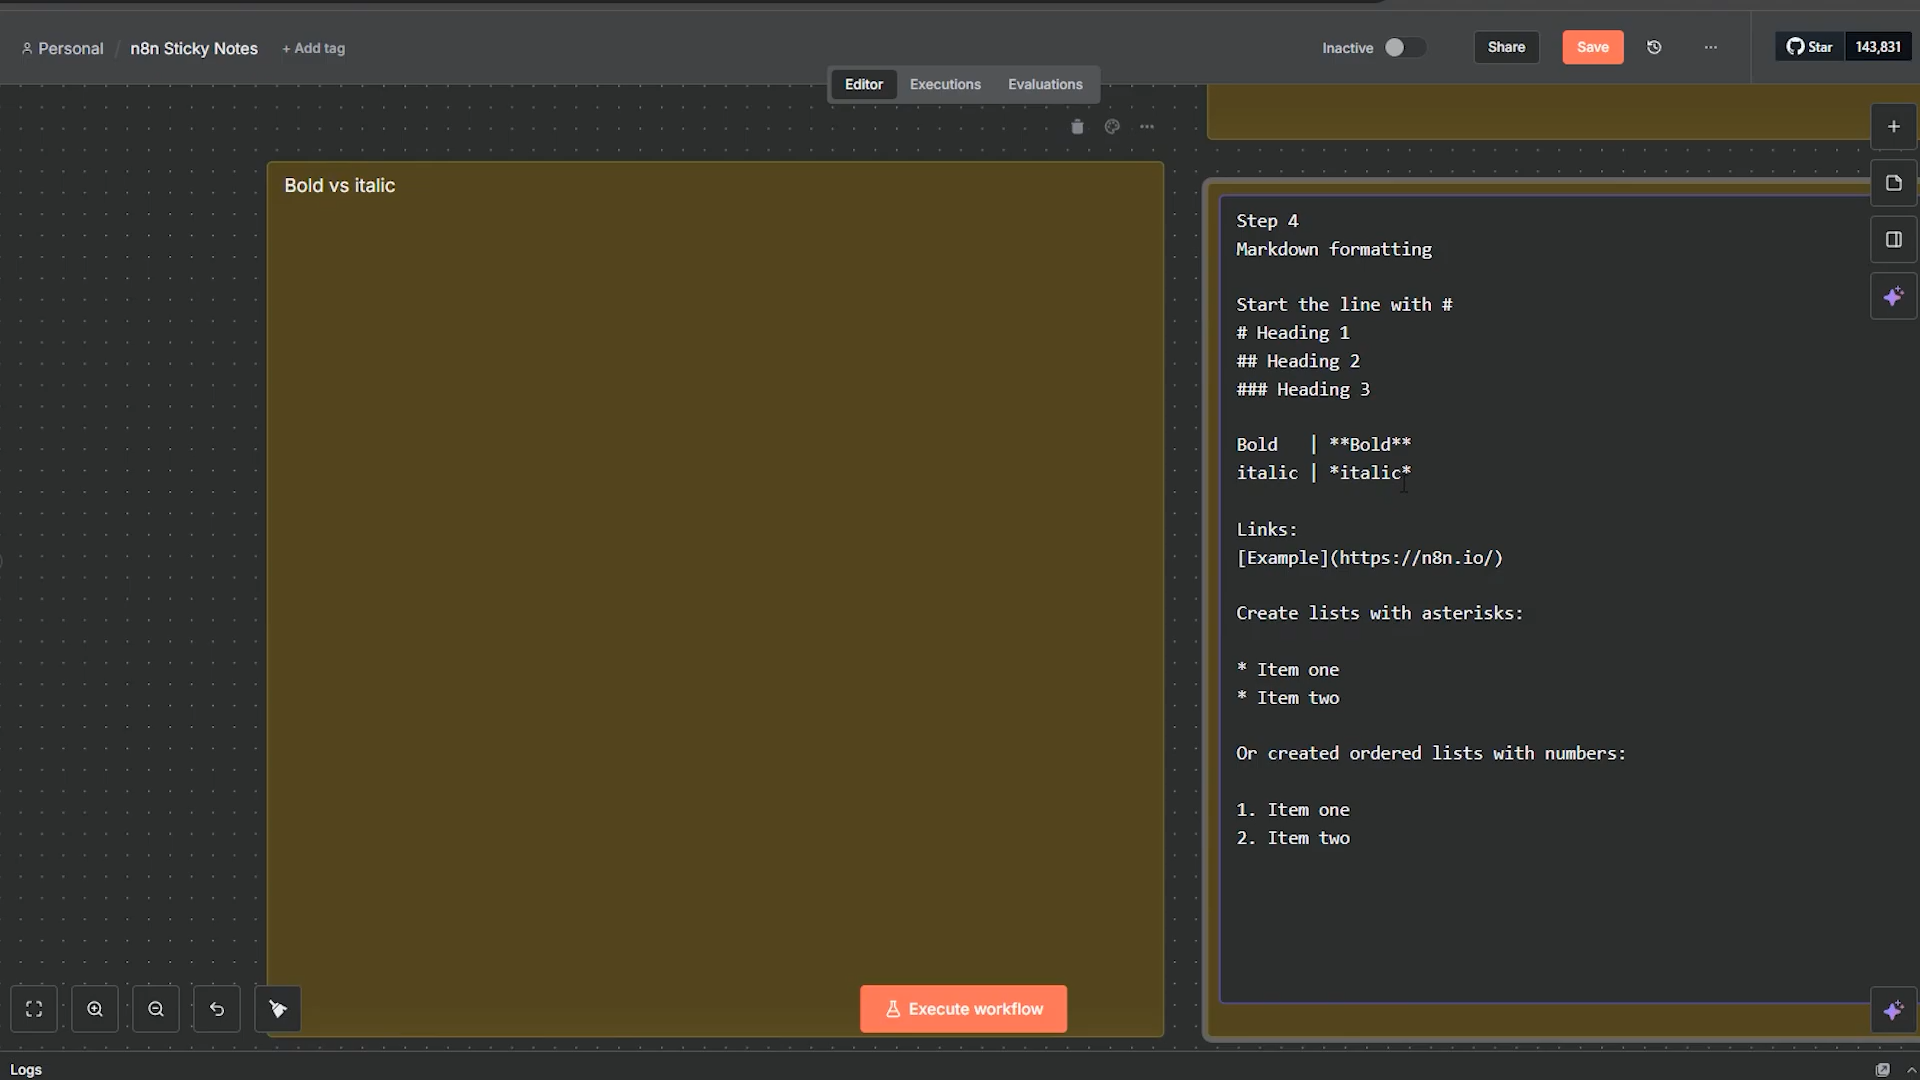 Personal / n8n Sticky Notes + Add tag
Inactive
Share
Save
Star 143,831
Editor Executions Evaluations
Bold vs italic
Step 4
Markdown formatting
Start the line with #
# Heading 1
## Heading 2
### Heading 3
Bold   | **Bold**
italic | *italic*
Links:
[Example](https://n8n.io/)
Create lists with asterisks:
* Item one
* Item two
Or created ordered lists with numbers:
1. Item one
2. Item two
Execute workflow
Logs